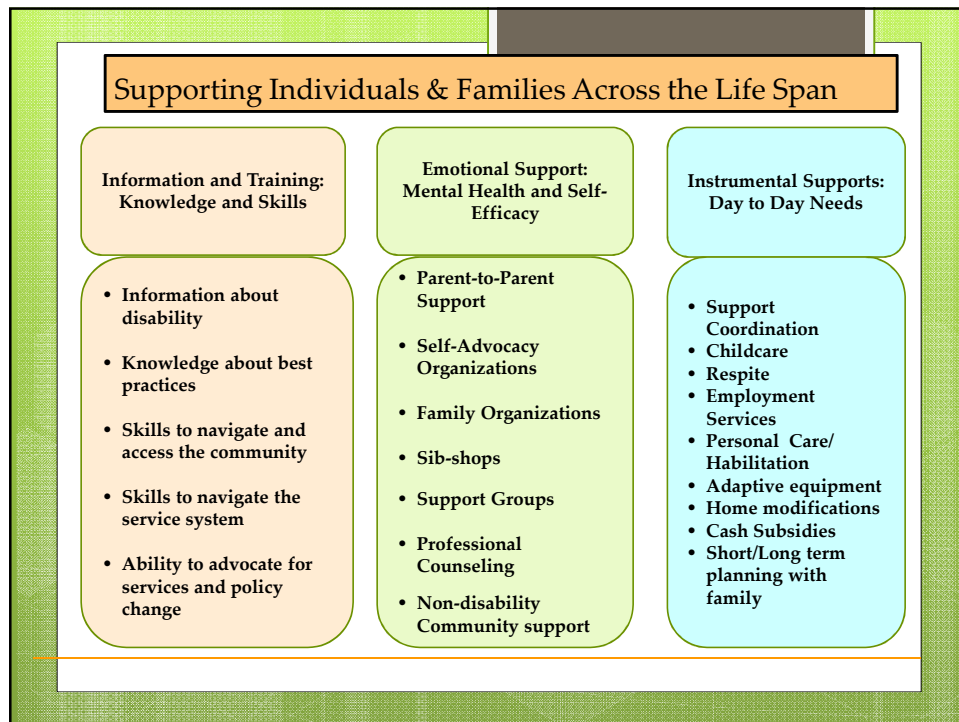 Supporting Individuals & Families Across the Life Span
Information and Training:
Knowledge and Skills
• Information about
disability
• Knowledge about best
practices
• Skills to navigate and
access the community
• Skills to navigate the
service system
• Ability to advocate for
services and policy
change
Emotional Support:
Mental Health and Self-
Efficacy
• Parent-to-Parent
Support
• Self-Advocacy
Organizations
• Family Organizations
• Sib-shops
• Support Groups
• Professional
Counseling
• Non-disability
Community support
Instrumental Supports:
Day to Day Needs
• Support
Coordination
• Childcare
• Respite
• Employment
Services
• Personal Care/
Habilitation
• Adaptive equipment
• Home modifications
• Cash Subsidies
• Short/Long term
planning with
family